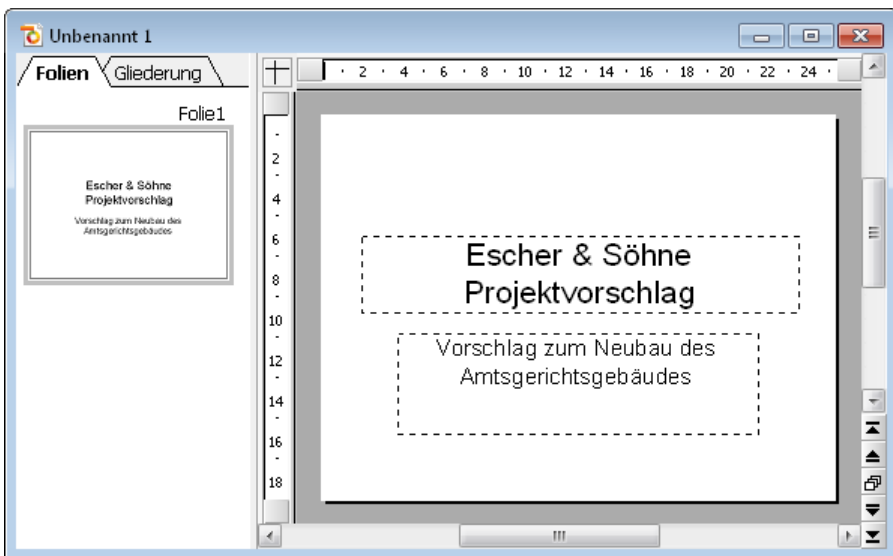 Unbenannt 1
Folien Gliederung
Folie1
Escher & Söhne
Projektvorschlag
Vorschlag zum Neubau des
Amtsgerichtsgebäudes
2 4 6 8 10 12 14 16 18 20 22 24
2
4
6
8
10
12
14
16
18
Escher & Söhne
Projektvorschlag
Vorschlag zum Neubau des
Amtsgerichtsgebäudes